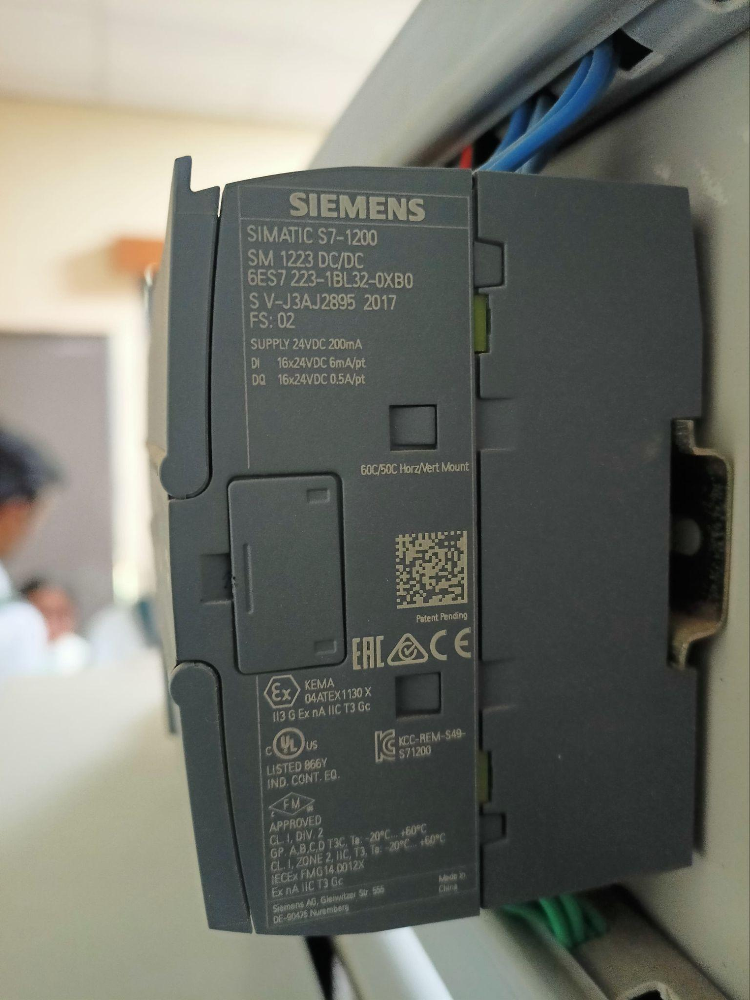 SIEMENS
SIMATIC S7-1200
SM 1223 DC/DC
6ES7 223-1BL32-0XB0
S V-J3AJ2895 2017
FS: 02
SUPPLY 24VDC 200mA
DI 16x24VDC 6mA/pt
DQ 16x24VDC 0.5A/pt
60C/50C Horz/Vert Mount
Patent Pending
EAC CE
Ex KEMA
04ATEX1130 X
II3 G Ex nA IIC T3 Gc
C UL US
LISTED 866Y
IND. CONT. EQ.
KCC-REM-S49-
S71200
C FM US
APPROVED
CL. I, DIV. 2
GP. A,B,C,D T3C, Ta: -20°C... +60°C
CL. I, ZONE 2, IIC, T3, Ta: -20°C... +60°C
IECEx FMG14.0012X
Ex nA IIC T3 Gc
Siemens AG, Gleiwitzer Str. 555
DE-90475 Nuremberg
Made in
China